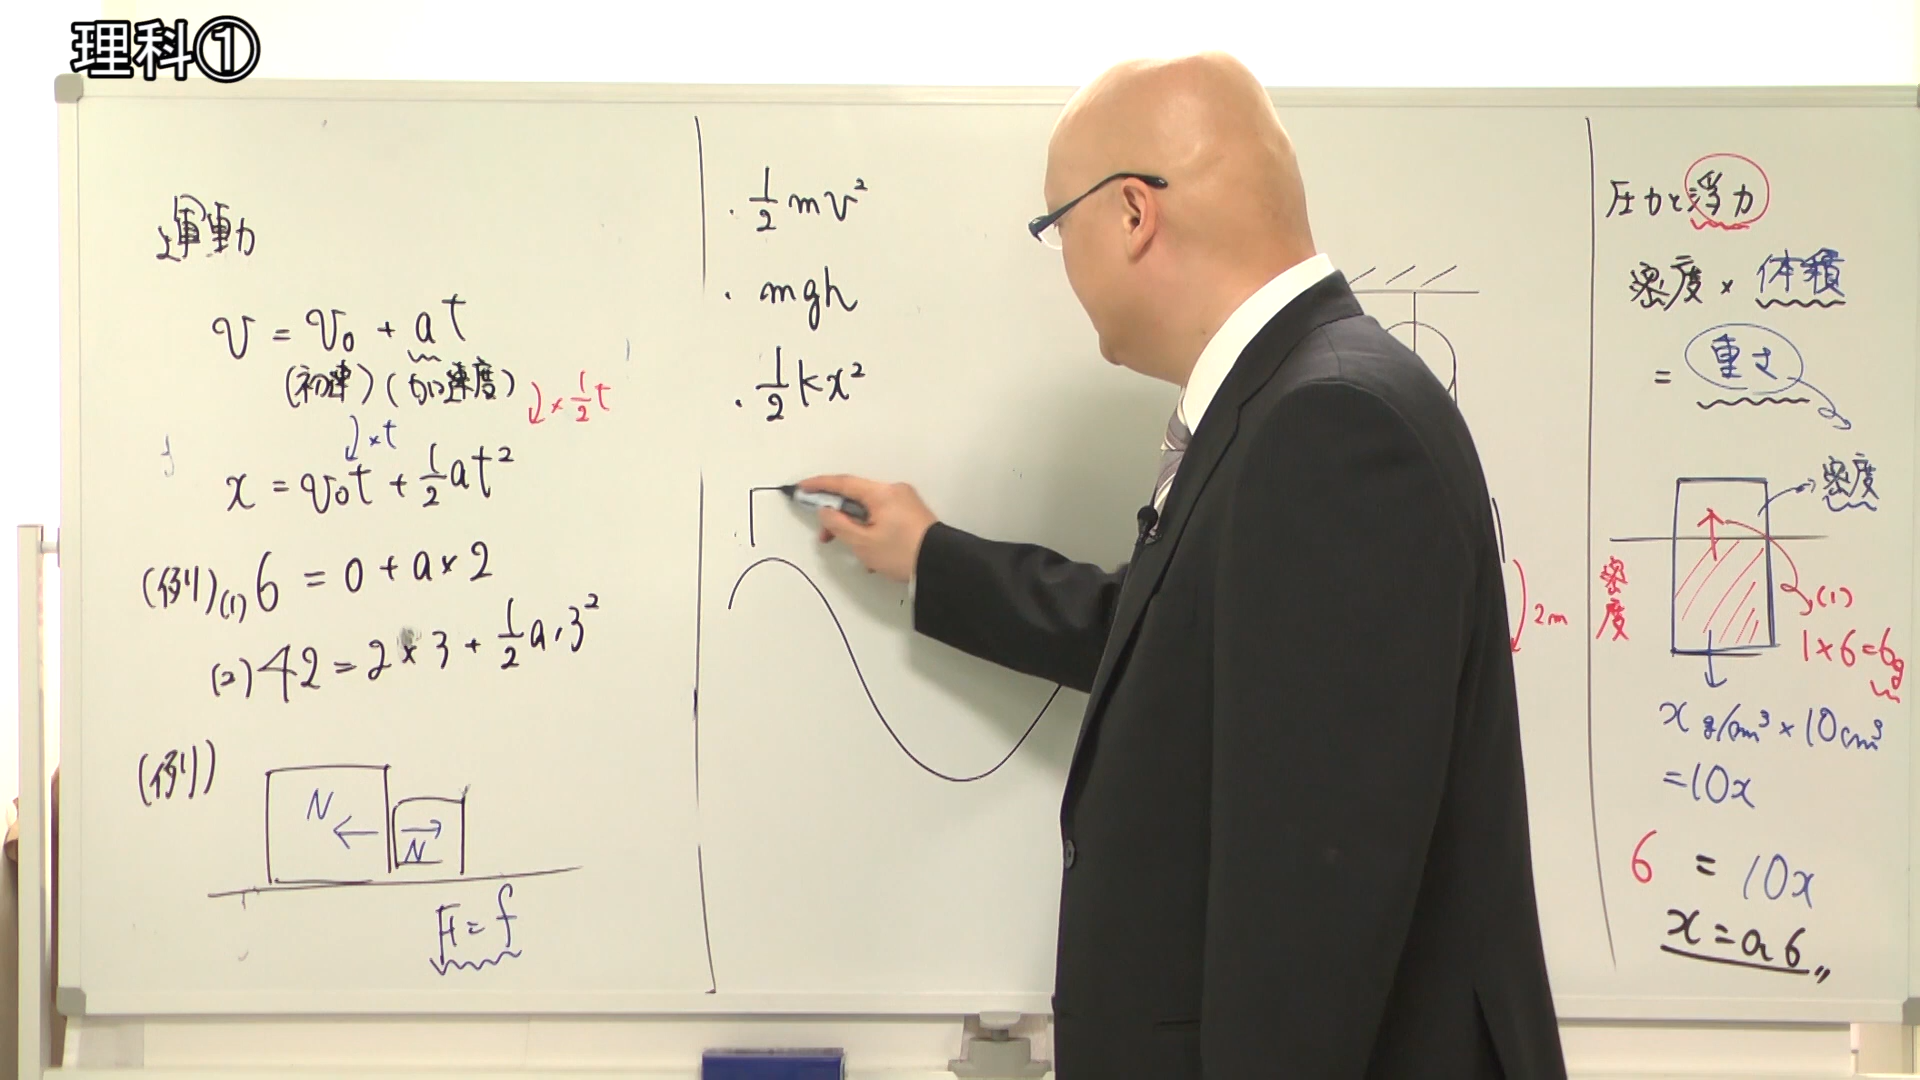 理科①
運動
v = v₀ + at
(初速)(加速度)
↓×t
↓×½t
x = v₀t + ½at²
(例)(1) 6 = 0 + a×2
(2) 42 = 2×3 + ½a・3²
(例)
N
N
F = f
・½mv²
・mgh
・½kx²
2m
圧力と浮力
密度×体積
=重さ
密度
密度
(1)
1×6=6g
x g/cm³×10cm³
=10x
6 = 10x
x=0.6〃